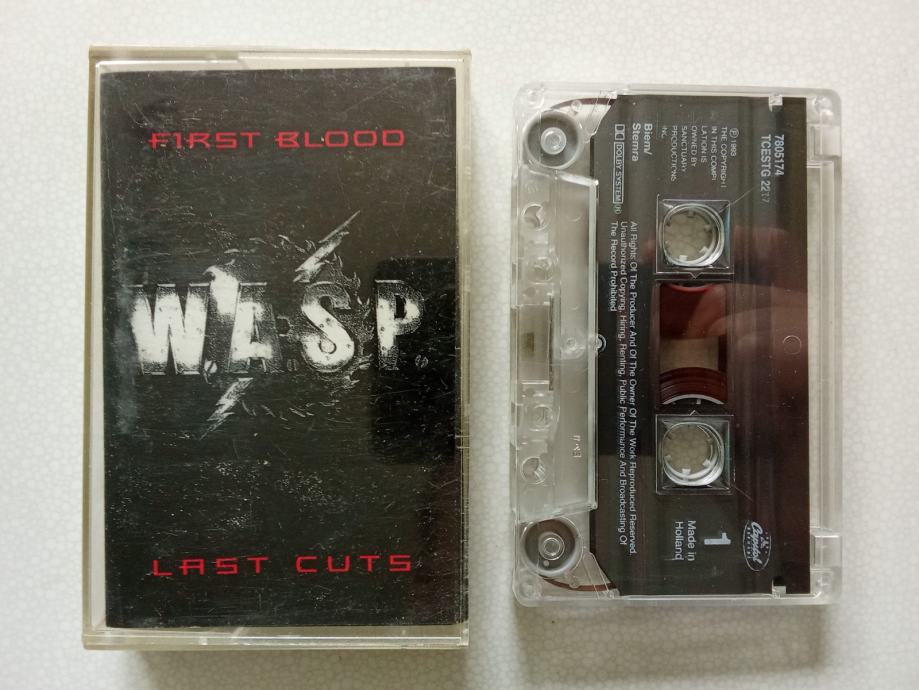 FIRST BLOOD
W.A.S.P.
LAST CUTS
7805174
TCESTG 2217
℗ 1993
THE COPYRIGHT
IN THIS COMPI
LATION IS
OWNED BY
SANCTUARY
PRODUCTIONS
INC.
Biem/
Stemra
DOLBY SYSTEM
All Rights Of The Producer And Of The Owner Of The Work Reproduced Reserved.
Unauthorized Copying, Hiring, Renting, Public Performance And Broadcasting Of
The Record Prohibited
1
Made in
Holland
Capitol